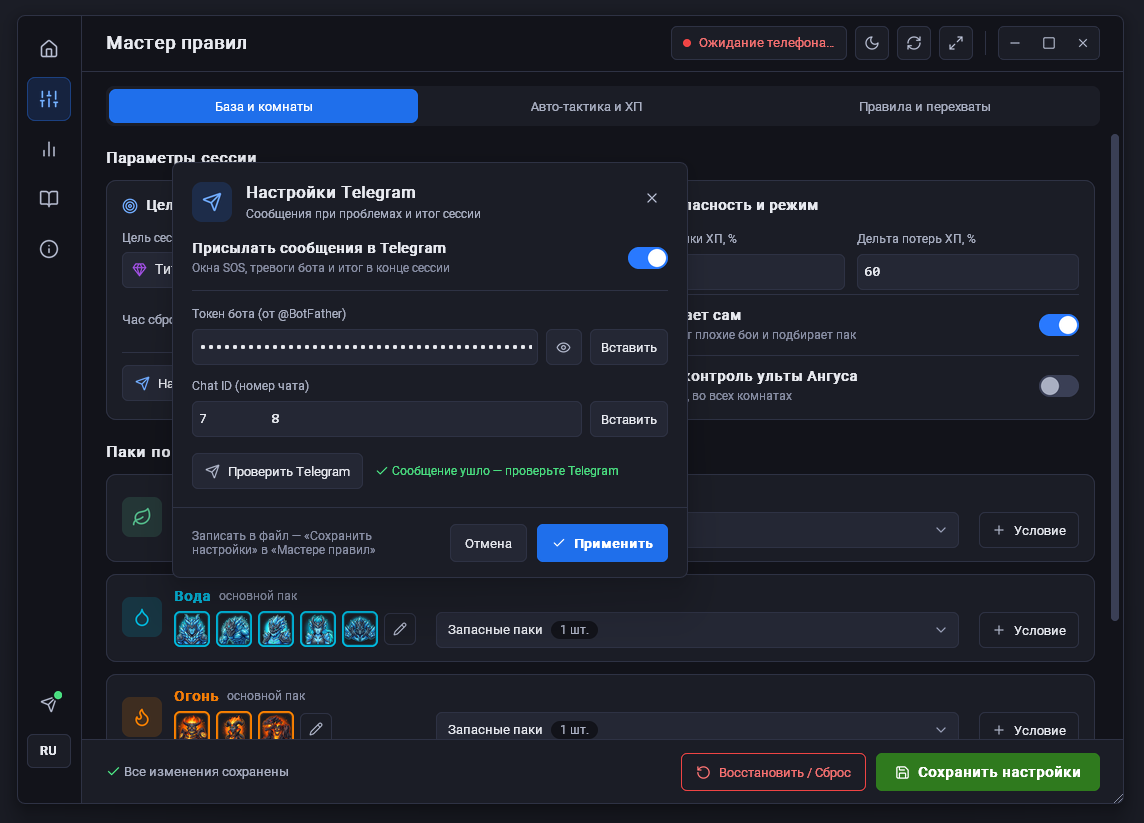 Мастер правил
Ожидание телефона...
База и комнаты
Авто-тактика и ХП
Правила и перехваты
Параметры сессии
Настройки Telegram
Сообщения при проблемах и итог сессии
Присылать сообщения в Telegram
Окна SOS, тревоги бота и итог в конце сессии
Токен бота (от @BotFather)
Вставить
Chat ID (номер чата)
7 8
Вставить
Проверить Telegram
Сообщение ушло — проверьте Telegram
Записать в файл — «Сохранить
настройки» в «Мастере правил»
Отмена
Применить
Цел
Цель сес
Ти
Час сбро
На
пасность и режим
ки ХП, %
Дельта потерь ХП, %
60
ает сам
т плохие бои и подбирает пак
контроль ульты Ангуса
, во всех комнатах
Паки по
Условие
Вода основной пак
Запасные паки 1 шт.
Условие
Огонь основной пак
Запасные паки 1 шт.
Условие
RU
Все изменения сохранены
Восстановить / Сброс
Сохранить настройки